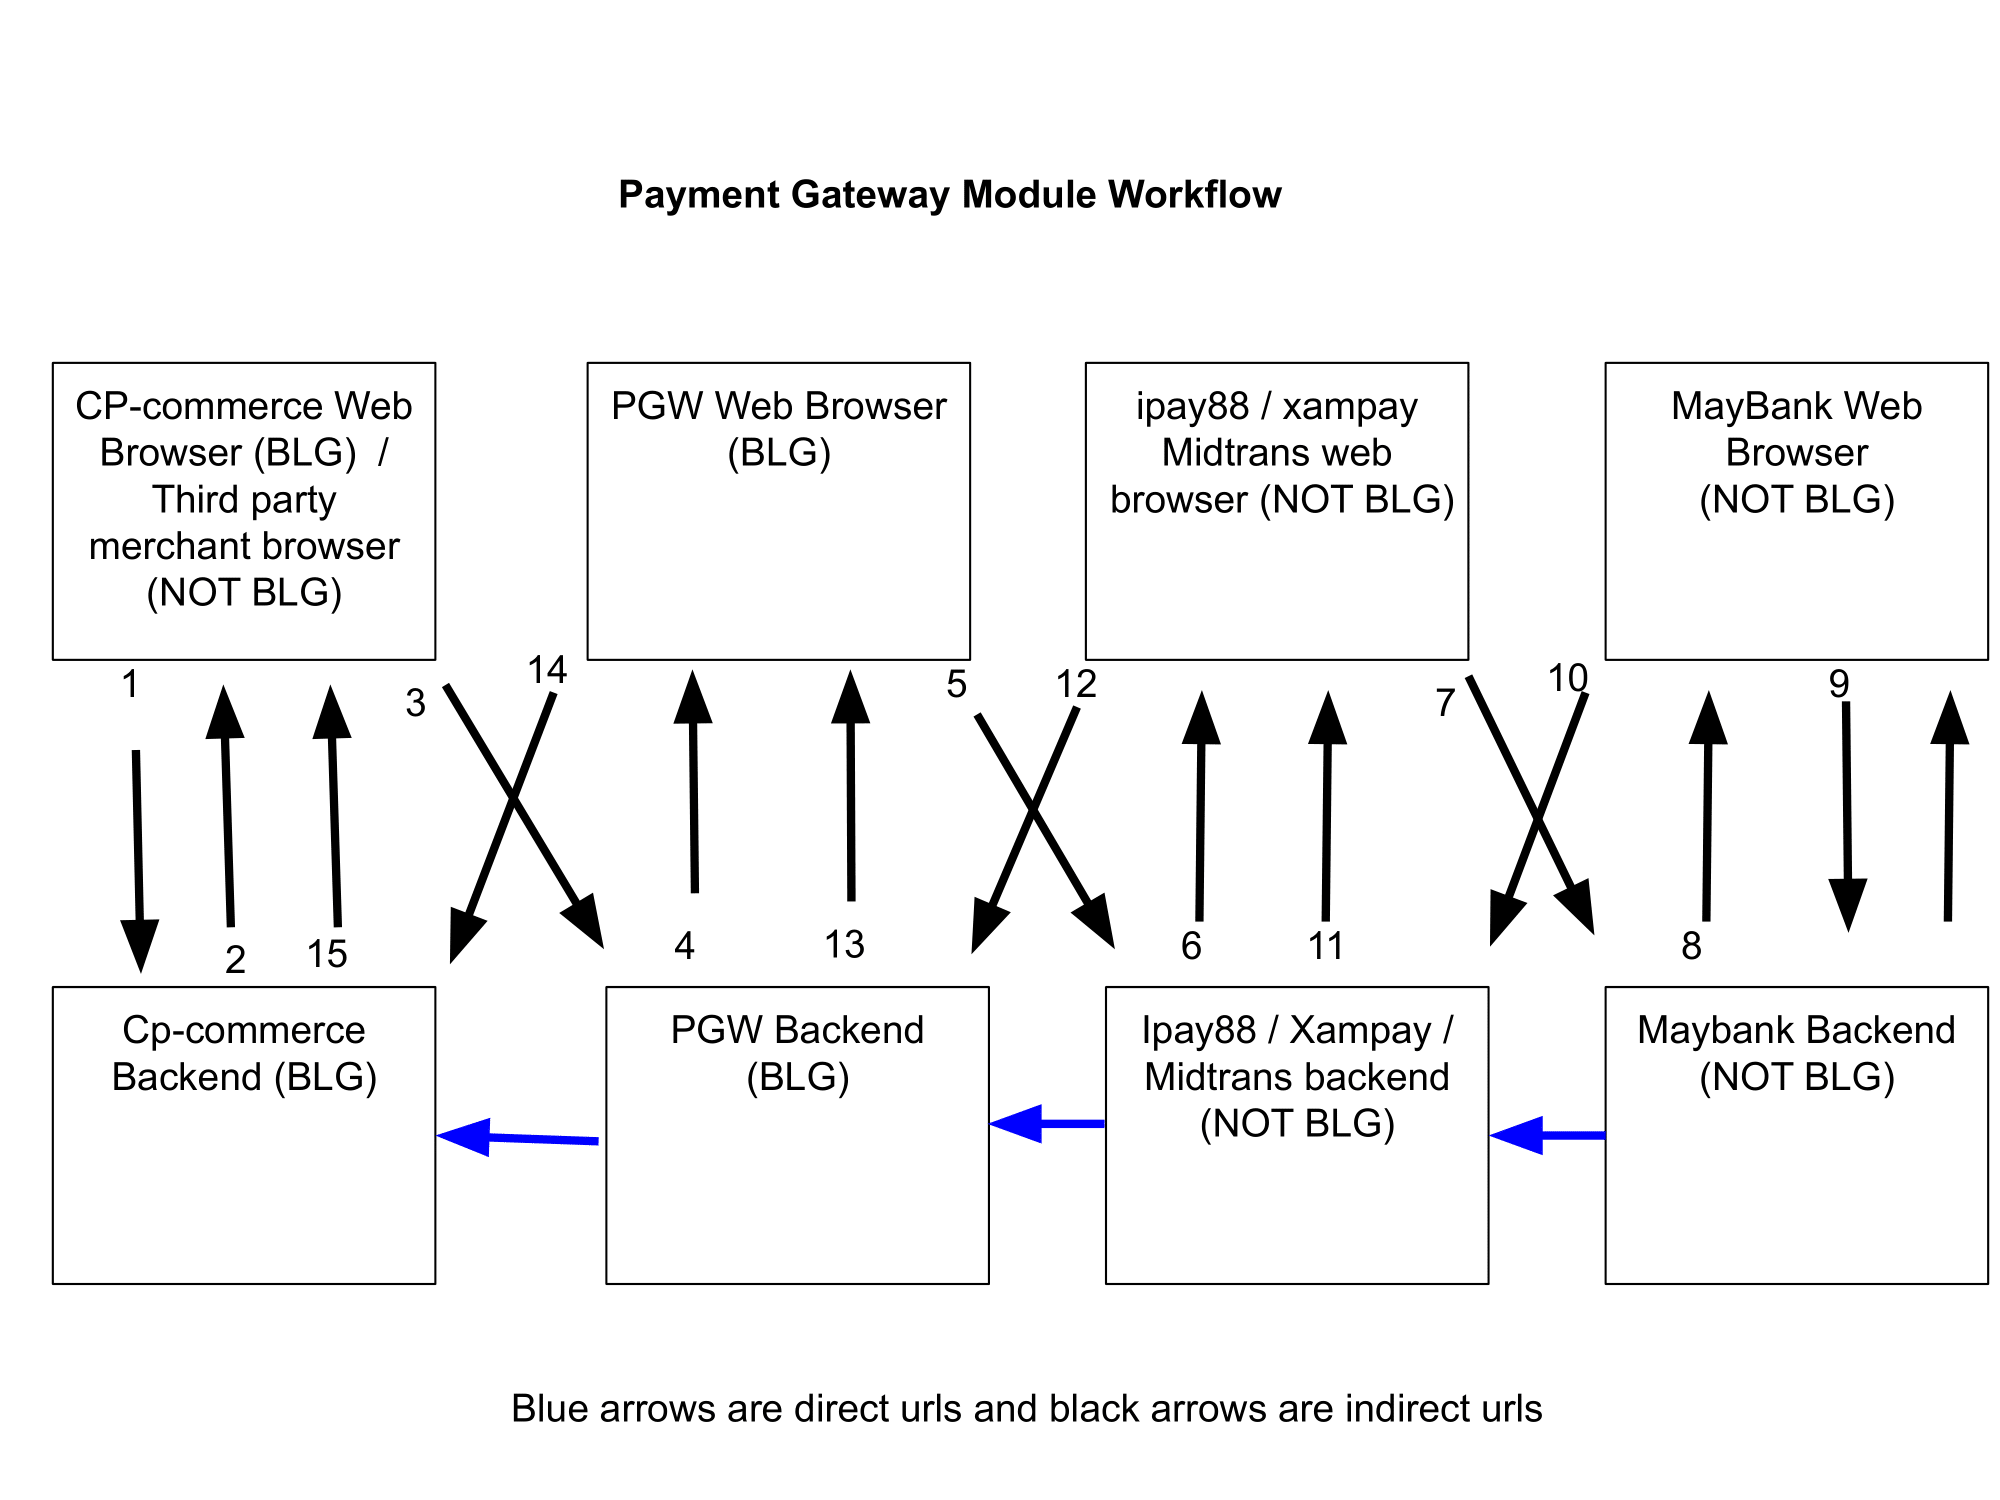 Payment Gateway Module Workflow
CP-commerce Web
Browser (BLG)  /
Third party
merchant browser
(NOT BLG)
PGW Web Browser
(BLG)
ipay88 / xampay
Midtrans web
browser (NOT BLG)
MayBank Web
Browser
(NOT BLG)
1
3
14
5
12
7
10
9
2
15
4
13
6
11
8
Cp-commerce
Backend (BLG)
PGW Backend
(BLG)
Ipay88 / Xampay /
Midtrans backend
(NOT BLG)
Maybank Backend
(NOT BLG)
Blue arrows are direct urls and black arrows are indirect urls